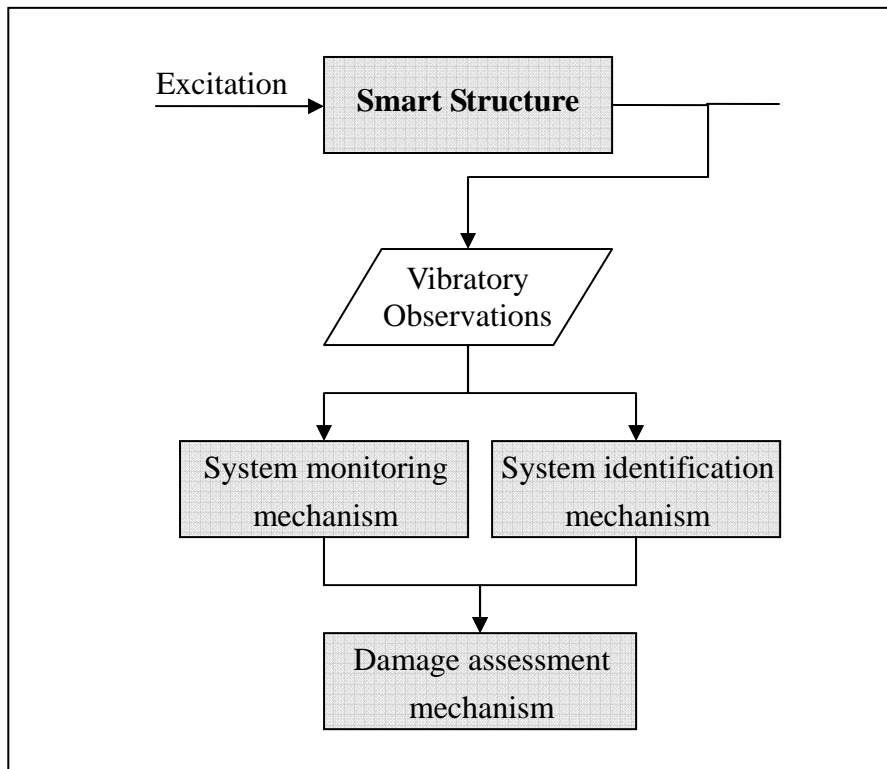 Excitation
Smart Structure
Vibratory
Observations
System monitoring
mechanism
System identification
mechanism
Damage assessment
mechanism